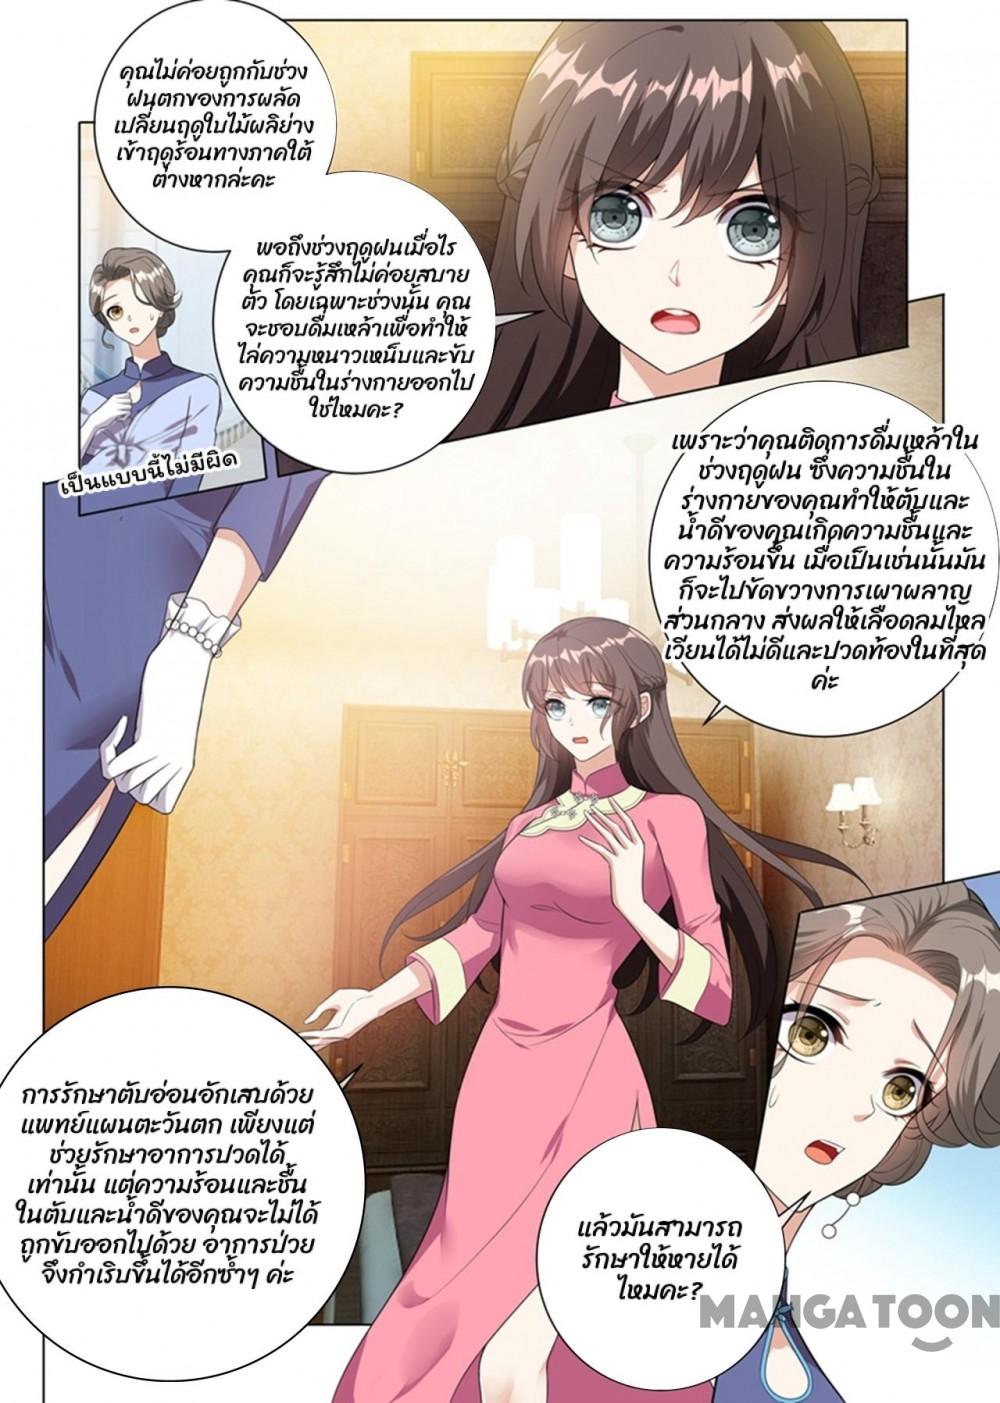 คุณไม่ค่อยถูกกับช่วง
ฝนตกของการผลัด
เปลี่ยนฤดูใบไม้ผลิย่าง
เข้าฤดูร้อนทางภาคใต้
ต่างหากล่ะคะ
พอถึงช่วงฤดูฝนเมื่อไร
คุณก็จะรู้สึกไม่ค่อยสบาย
ตัว โดยเฉพาะช่วงนั้น คุณ
จะชอบดื่มเหล้าเพื่อทำให้
ไล่ความหนาวเหน็บและขับ
ความชื้นในร่างกายออกไป
ใช่ไหมคะ?
เป็นแบบนี้ไม่มีผิด
เพราะว่าคุณติดการดื่มเหล้าใน
ช่วงฤดูฝน ซึ่งความชื้นใน
ร่างกายของคุณทำให้ตับและ
น้ำดีของคุณเกิดความชื้นและ
ความร้อนขึ้น เมื่อเป็นเช่นนั้นมัน
ก็จะไปขัดขวางการเผาผลาญ
ส่วนกลาง ส่งผลให้เลือดลมไหล
เวียนได้ไม่ดีและปวดท้องในที่สุด
ค่ะ
การรักษาตับอ่อนอักเสบด้วย
แพทย์แผนตะวันตก เพียงแต่
ช่วยรักษาอาการปวดได้
เท่านั้น แต่ความร้อนและชื้น
ในตับและน้ำดีของคุณจะไม่ได้
ถูกขับออกไปด้วย อาการป่วย
จึงกำเริบขึ้นได้อีกซ้ำๆ ค่ะ
แล้วมันสามารถ
รักษาให้หายได้
ไหมคะ?
MANGATOON